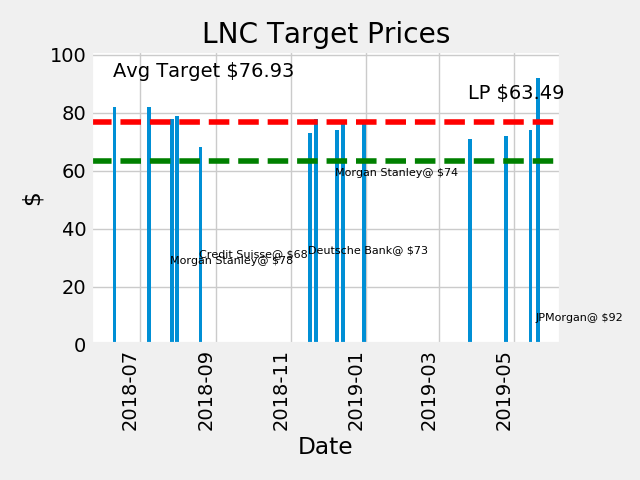 LNC Target Prices
Avg Target $76.93
LP $63.49
100
80
60
40
20
0
$
Morgan Stanley@ $74
Credit Suisse@ $68
Deutsche Bank@ $73
Morgan Stanley@ $78
JPMorgan@ $92
2018-07
2018-09
2018-11
2019-01
2019-03
2019-05
Date